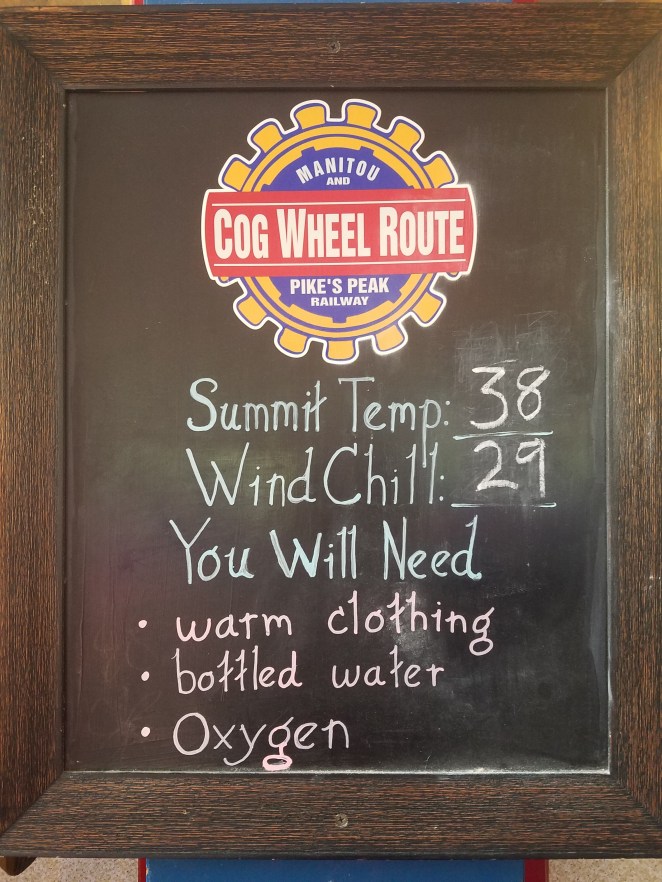 MANITOU
AND
COG WHEEL ROUTE
PIKE'S PEAK
RAILWAY
Summit Temp: 38
Wind Chill: 29
You Will Need
• warm clothing
• bottled water
• Oxygen